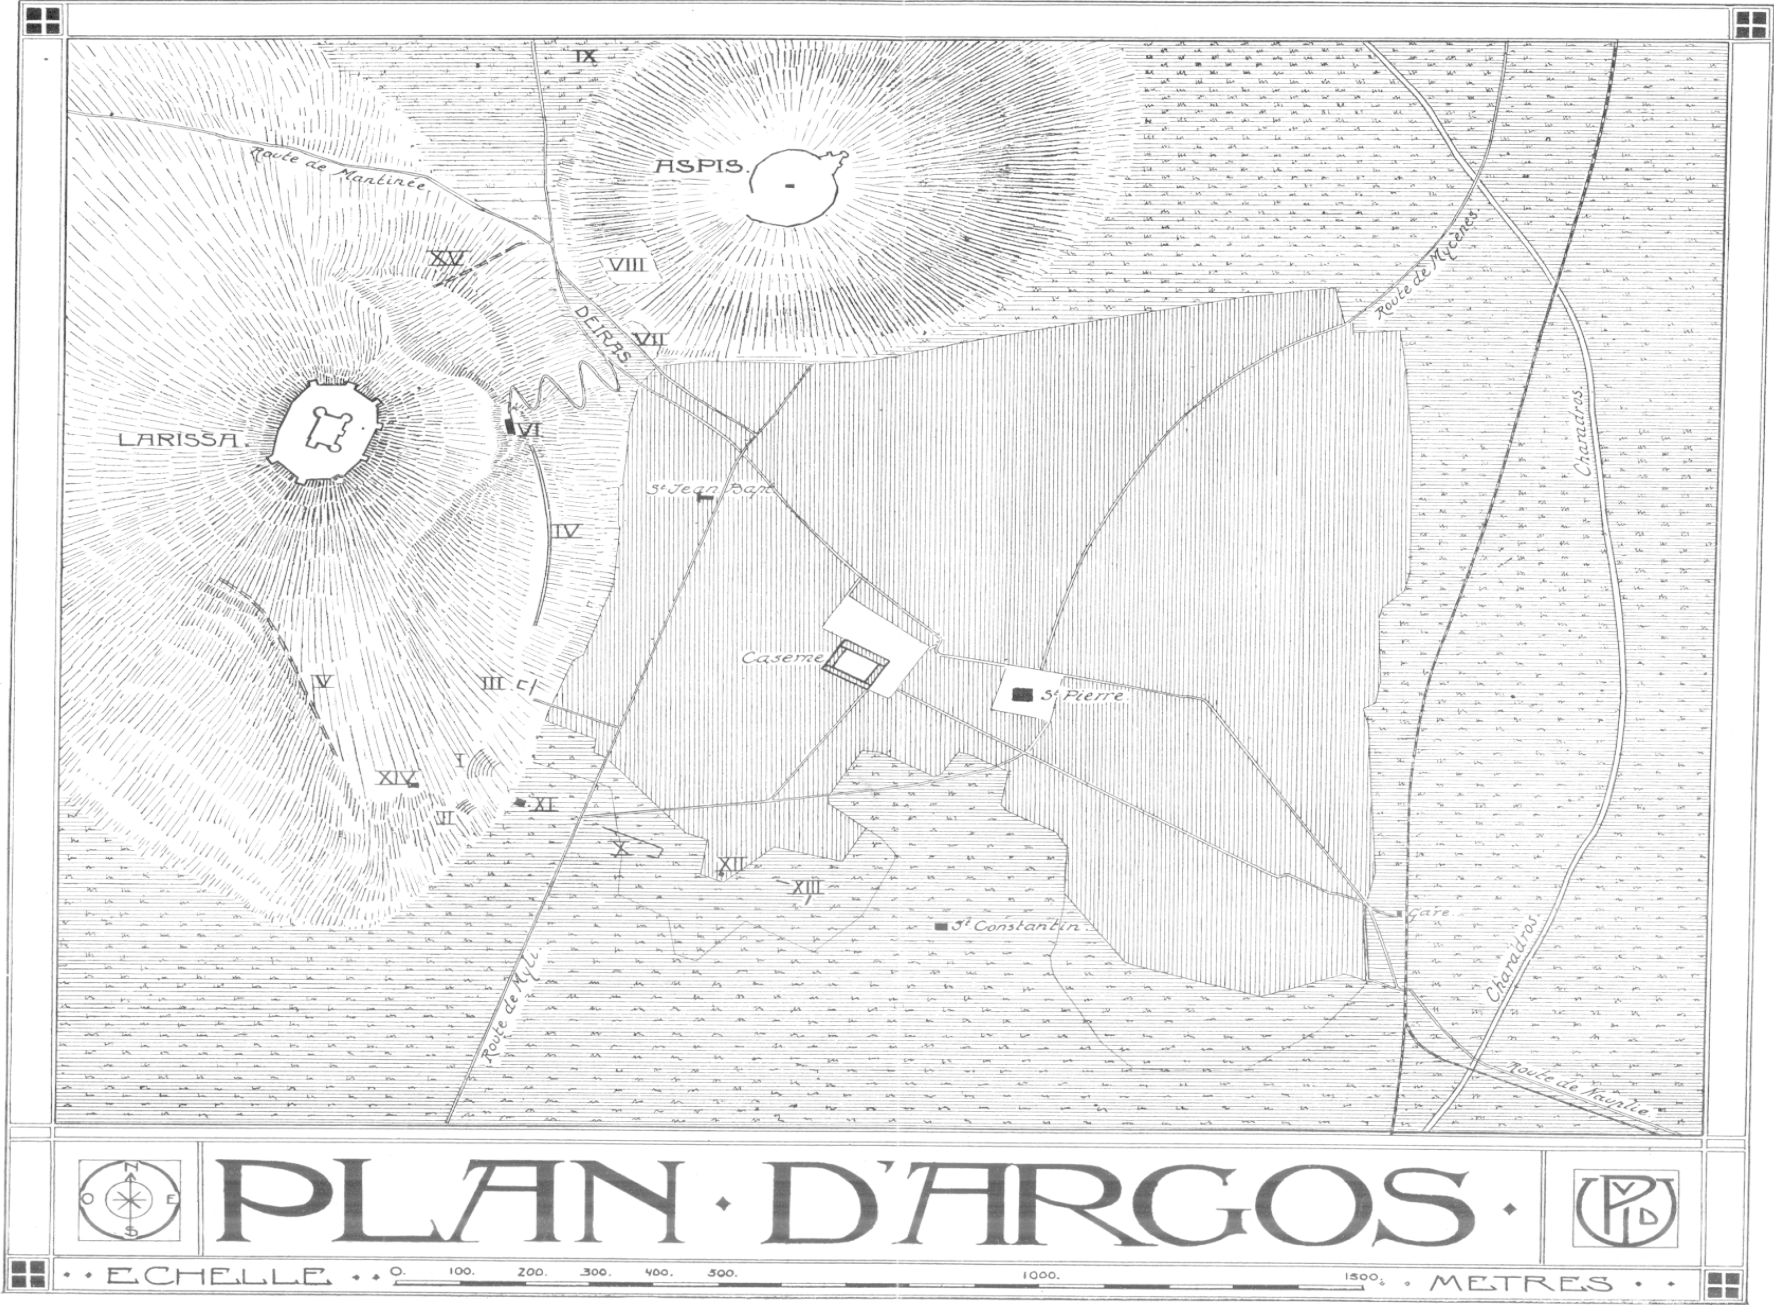 IX
ASPIS.
Route de Mantinée
XV
VIII
Route de Mycènes.
DEIRAS
VII
LARISSA.
VI
Charadros.
St Jean Bapt.
IV
Caserne
III
V
St Pierre
I
XIV
II
XI
X
XII
XIII
Gare.
St Constantin.
Charadros.
Route de Myli.
Route de Nauplie.
N
O E
S
PLAN · D'ARGOS ·
ECHELLE 0. 100. 200. 300. 400. 500. 1000. 1500. METRES